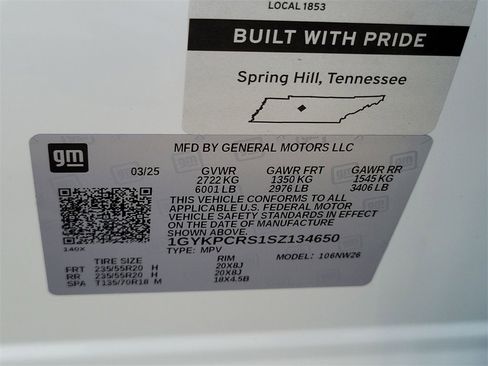 LOCAL 1853
BUILT WITH PRIDE
Spring Hill, Tennessee
gm
MFD BY GENERAL MOTORS LLC
03/25 GVWR GAWR FRT GAWR RR
2722 KG 1350 KG 1545 KG
6001 LB 2976 LB 3406 LB
THIS VEHICLE CONFORMS TO ALL
APPLICABLE U.S. FEDERAL MOTOR
VEHICLE SAFETY STANDARDS IN EFFECT
ON THE DATE OF MANUFACTURE
SHOWN ABOVE.
1GYKPCRS1SZ134650
140X
TYPE: MPV MODEL: 106NW26
TIRE SIZE RIM
FRT 235/55R20 H 20X8J
RR 235/55R20 H 20X8J
SPA T135/70R18 M 18X4.5B